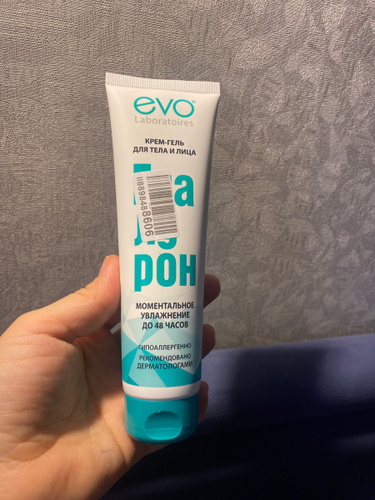 evo®
Laboratoires
КРЕМ-ГЕЛЬ
ДЛЯ ТЕЛА И ЛИЦА
рон
МОМЕНТАЛЬНОЕ
УВЛАЖНЕНИЕ
ДО 48 ЧАСОВ
ГИПОАЛЛЕРГЕННО
РЕКОМЕНДОВАНО
ДЕРМАТОЛОГАМИ